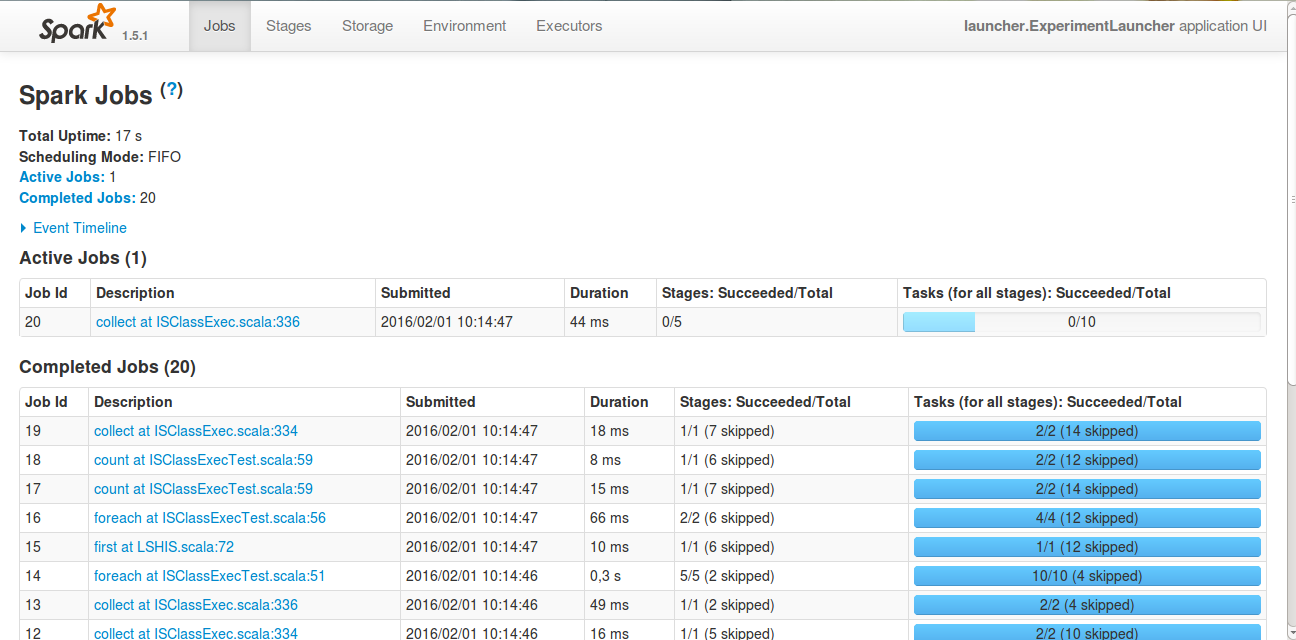 Spark 1.5.1 Jobs Stages Storage Environment Executors launcher.ExperimentLauncher application UI
Spark Jobs (?)
Total Uptime: 17 s
Scheduling Mode: FIFO
Active Jobs: 1
Completed Jobs: 20
Event Timeline
Active Jobs (1)
Job Id Description Submitted Duration Stages: Succeeded/Total Tasks (for all stages): Succeeded/Total
20 collect at ISClassExec.scala:336 2016/02/01 10:14:47 44 ms 0/5 0/10
Completed Jobs (20)
Job Id Description Submitted Duration Stages: Succeeded/Total Tasks (for all stages): Succeeded/Total
19 collect at ISClassExec.scala:334 2016/02/01 10:14:47 18 ms 1/1 (7 skipped) 2/2 (14 skipped)
18 count at ISClassExecTest.scala:59 2016/02/01 10:14:47 8 ms 1/1 (6 skipped) 2/2 (12 skipped)
17 count at ISClassExecTest.scala:59 2016/02/01 10:14:47 15 ms 1/1 (7 skipped) 2/2 (14 skipped)
16 foreach at ISClassExecTest.scala:56 2016/02/01 10:14:47 66 ms 2/2 (6 skipped) 4/4 (12 skipped)
15 first at LSHIS.scala:72 2016/02/01 10:14:47 10 ms 1/1 (6 skipped) 1/1 (12 skipped)
14 foreach at ISClassExecTest.scala:51 2016/02/01 10:14:46 0,3 s 5/5 (2 skipped) 10/10 (4 skipped)
13 collect at ISClassExec.scala:336 2016/02/01 10:14:46 49 ms 1/1 (2 skipped) 2/2 (4 skipped)
12 collect at ISClassExec.scala:334 2016/02/01 10:14:46 16 ms 1/1 (5 skipped) 2/2 (10 skipped)